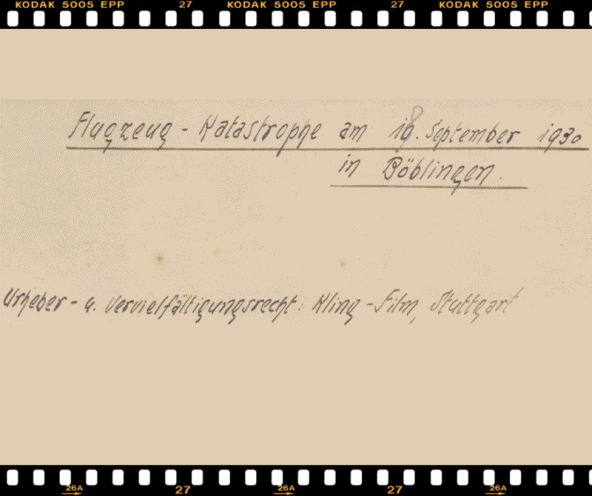 KODAK 5005 EPP 27 KODAK 5005 EPP 27 KODAK 5005 EPP
Flugzeug - Katastrophe am September 1930
in Böblingen.
Urheber - u. Vervielfältigungsrecht: Kling - Film, Stuttgart
26A 27 26A 27 26A